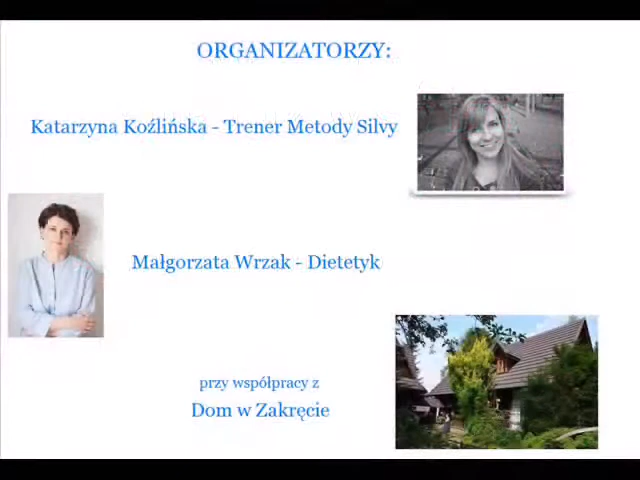 ORGANIZATORZY:
Katarzyna Koźlińska - Trener Metody Silvy
Małgorzata Wrzak - Dietetyk
przy współpracy z
Dom w Zakręcie